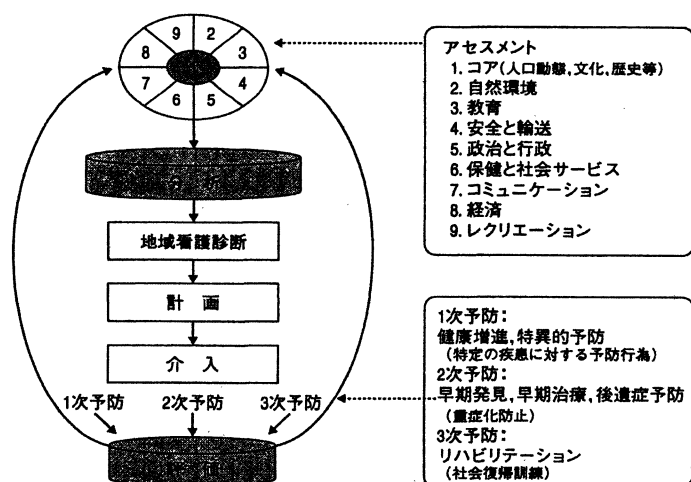 9
2
8
3
7
4
6
5
アセスメント
1. コア(人口動態,文化,歴史等)
2. 自然環境
3. 教育
4. 安全と輸送
5. 政治と行政
6. 保健と社会サービス
7. コミュニケーション
8. 経済
9. レクリエーション
地域看護診断
計 画
介 入
1次予防
2次予防
3次予防
1次予防:
健康増進,特異的予防
(特定の疾患に対する予防行為)
2次予防:
早期発見,早期治療,後遺症予防
(重症化防止)
3次予防:
リハビリテーション
(社会復帰訓練)